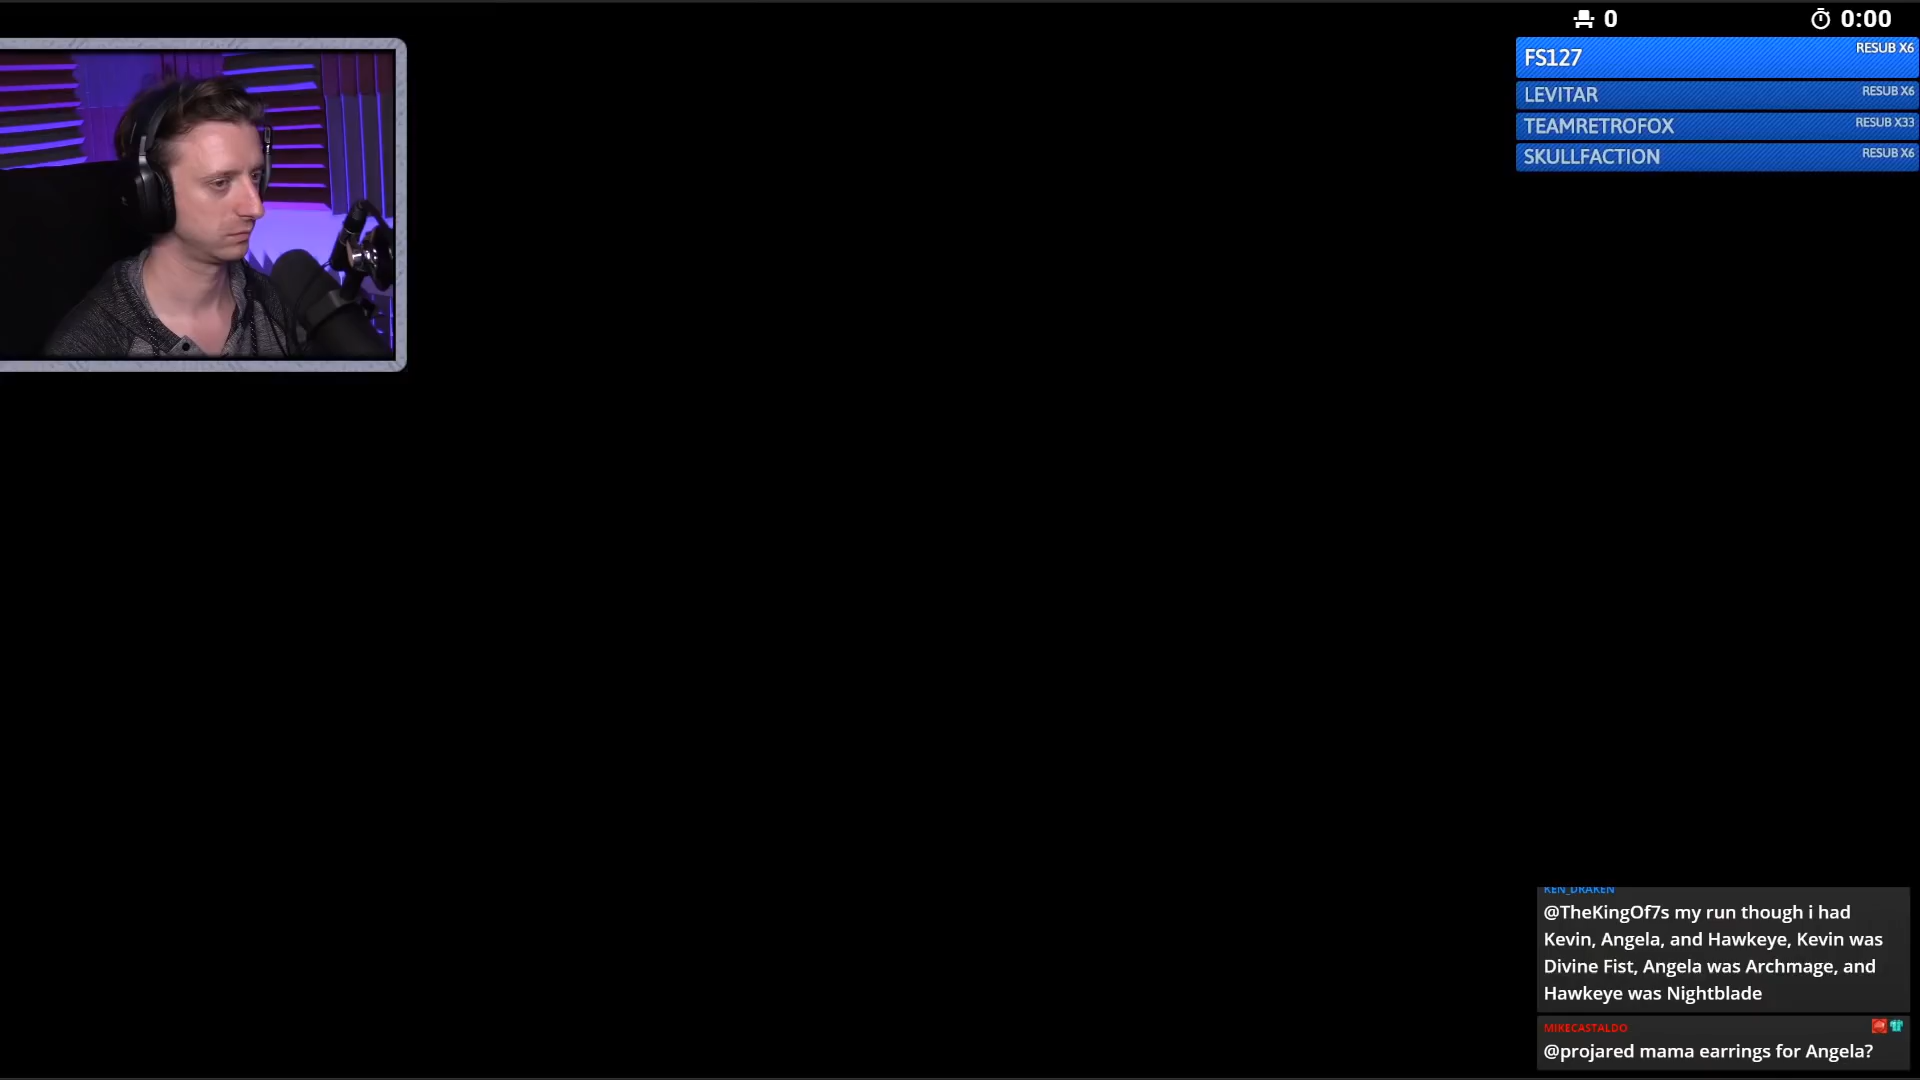 0 0:00
FS127 RESUB X6
LEVITAR RESUB X6
TEAMRETROFOX RESUB X33
SKULLFACTION RESUB X6
KEN_DRAKEN
@TheKingOf7s my run though i had
Kevin, Angela, and Hawkeye, Kevin was
Divine Fist, Angela was Archmage, and
Hawkeye was Nightblade
MIKECASTALDO
@projared mama earrings for Angela?